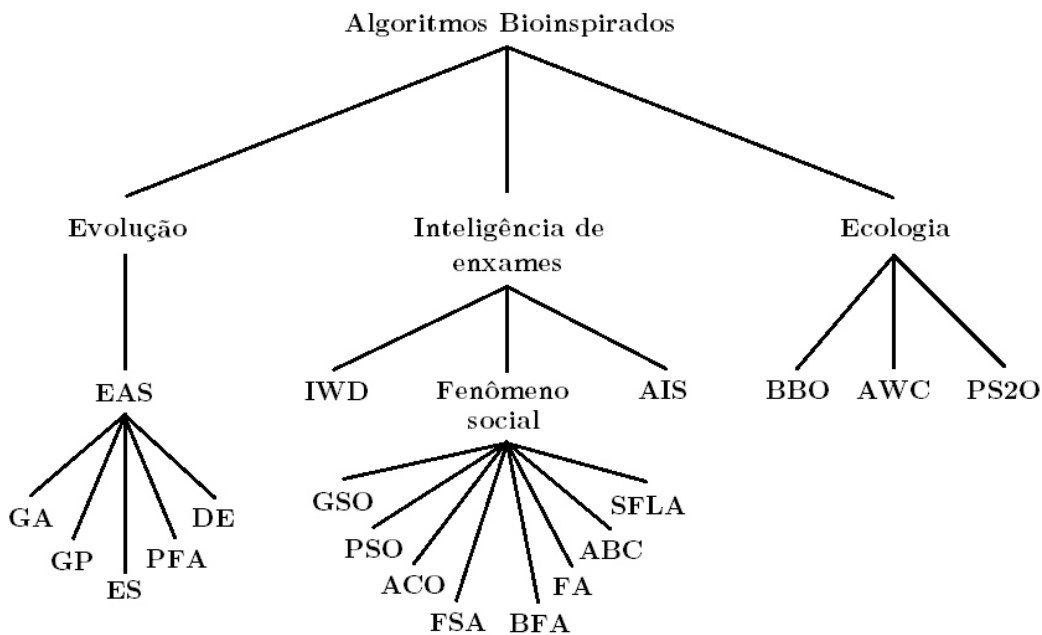 Algoritmos Bioinspirados
Evolução
Inteligência de
enxames
Ecologia
EAS
IWD
Fenômeno
social
AIS
BBO
AWC
PS2O
GA
GP
ES
PFA
DE
GSO
PSO
ACO
FSA
BFA
FA
ABC
SFLA